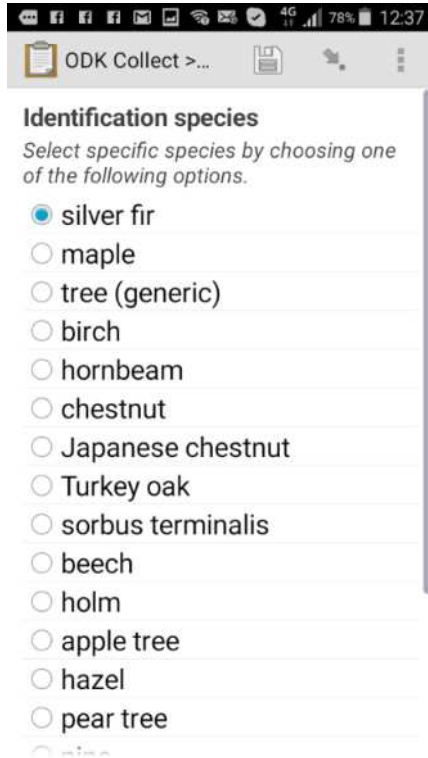 4G 78% 12:37
ODK Collect >...
Identification species
Select specific species by choosing one
of the following options.
silver fir
maple
tree (generic)
birch
hornbeam
chestnut
Japanese chestnut
Turkey oak
sorbus terminalis
beech
holm
apple tree
hazel
pear tree